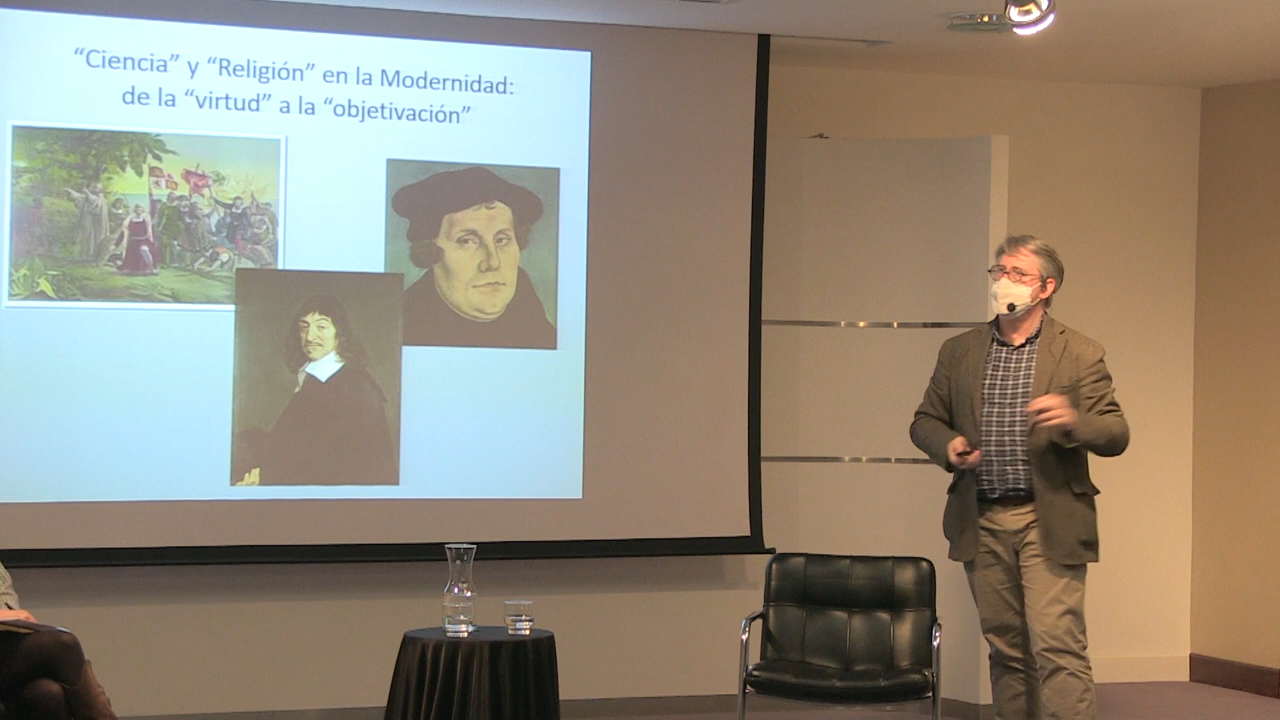 “Ciencia” y “Religión” en la Modernidad:
de la “virtud” a la “objetivación”